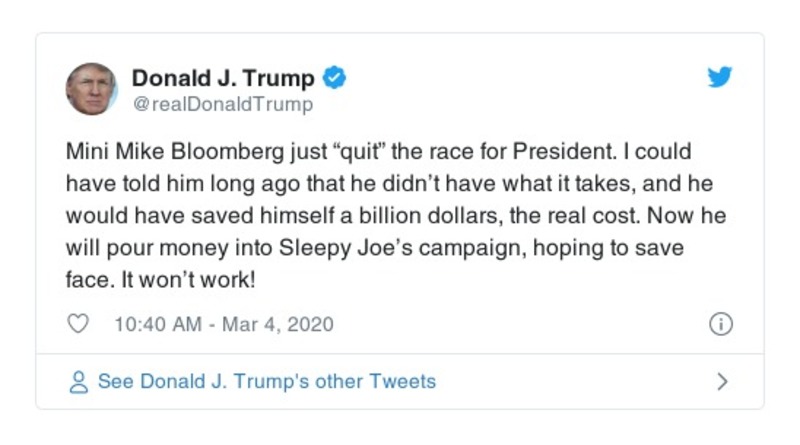 Donald J. Trump
@realDonaldTrump
Mini Mike Bloomberg just “quit” the race for President. I could
have told him long ago that he didn’t have what it takes, and he
would have saved himself a billion dollars, the real cost. Now he
will pour money into Sleepy Joe’s campaign, hoping to save
face. It won’t work!
10:40 AM - Mar 4, 2020
See Donald J. Trump's other Tweets